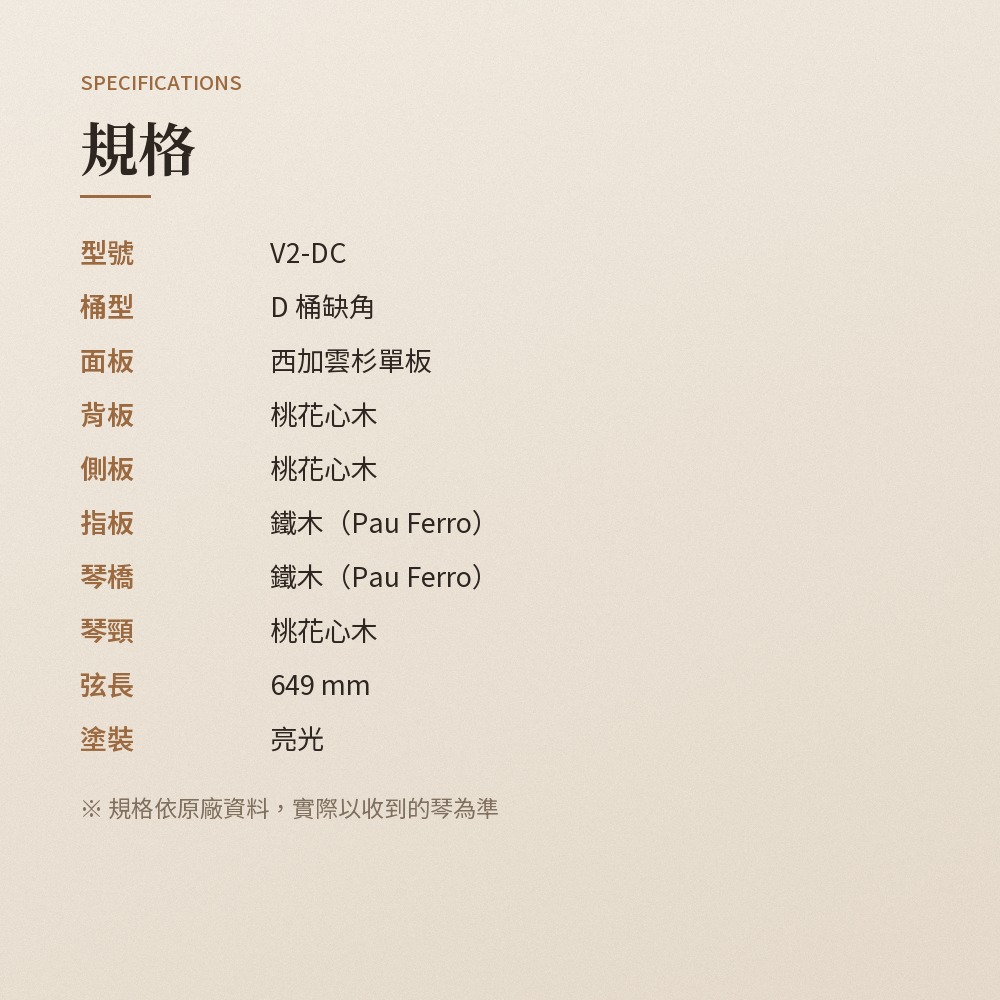 SPECIFICATIONS
規格
型號 V2-DC
桶型 D 桶缺角
面板 西加雲杉單板
背板 桃花心木
側板 桃花心木
指板 鐵木（Pau Ferro）
琴橋 鐵木（Pau Ferro）
琴頸 桃花心木
弦長 649 mm
塗裝 亮光
※ 規格依原廠資料，實際以收到的琴為準